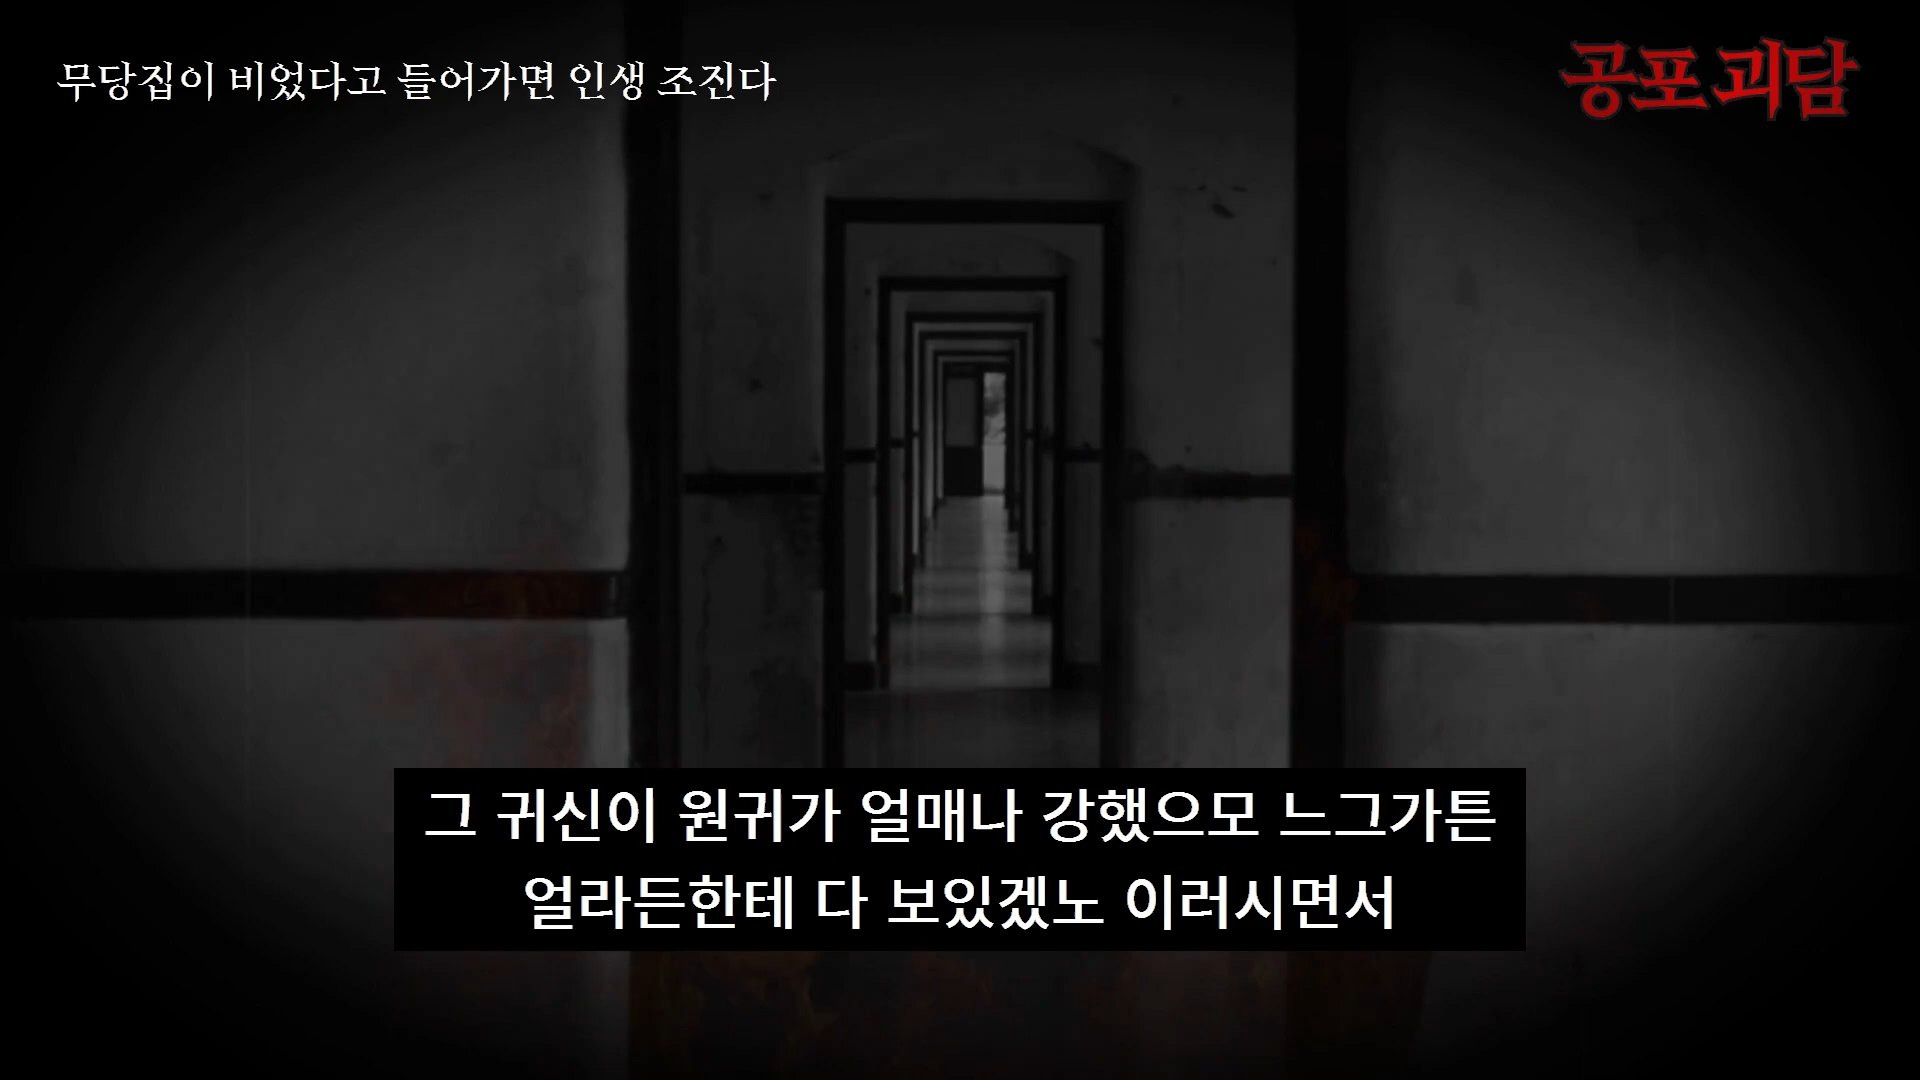 무당집이 비었다고 들어가면 인생 조진다
공포 괴담
그 귀신이 원귀가 얼매나 강했으모 느그가튼
얼라든한테 다 보있겠노 이러시면서